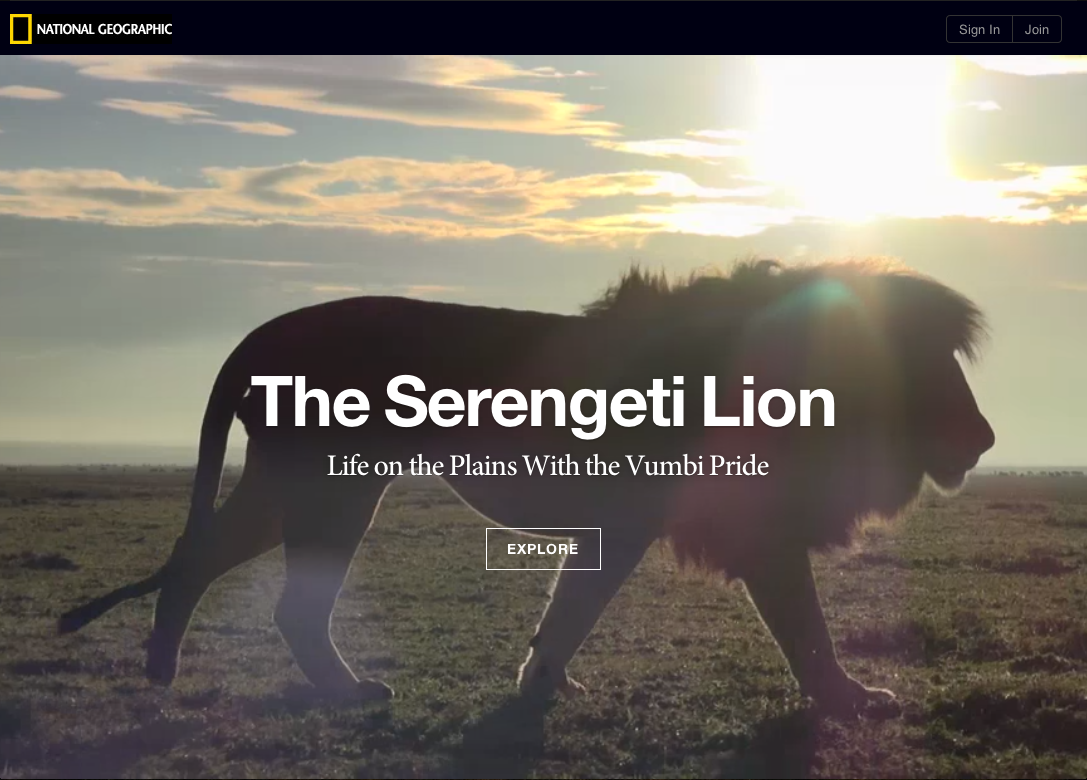 NATIONAL GEOGRAPHIC
Sign In
Join
The Serengeti Lion
Life on the Plains With the Vumbi Pride
EXPLORE